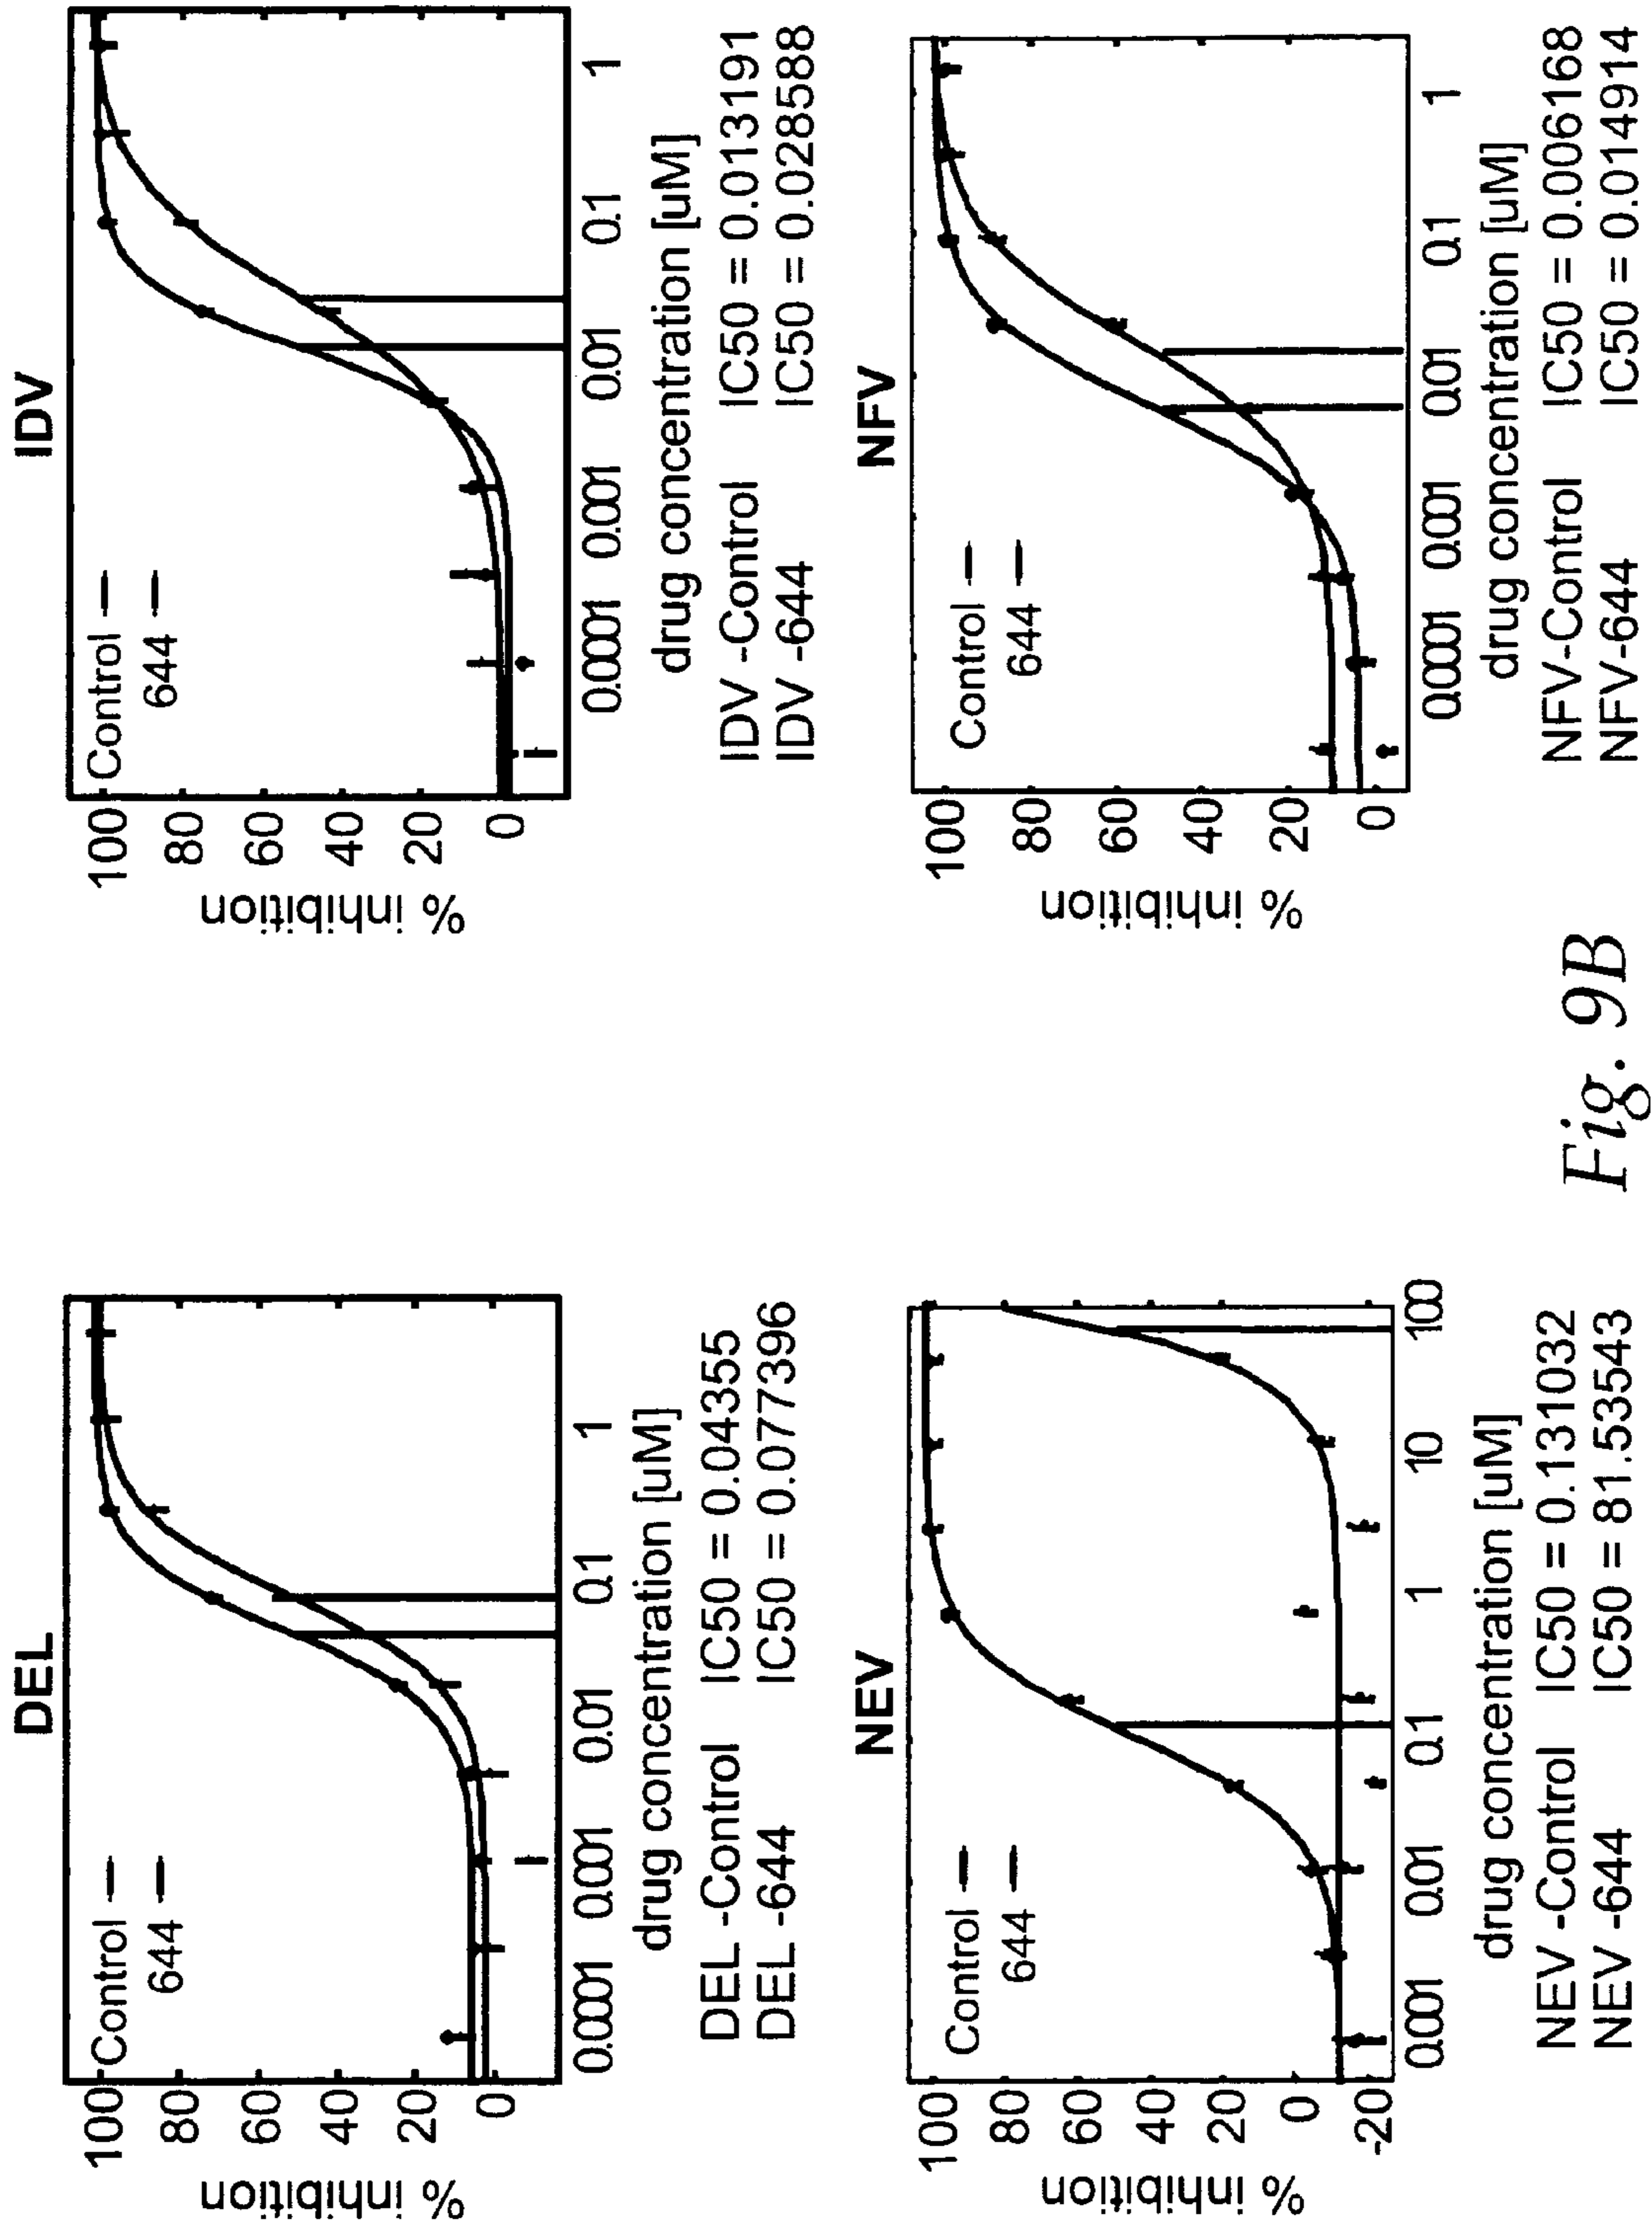 DEL
% inhibition
100
80
60
40
20
0
Control
644
0.0001 0.001 0.01 0.1 1
drug concentration [uM]
DEL -Control IC50 = 0.04355
DEL -644 IC50 = 0.077396
IDV
% inhibition
100
80
60
40
20
0
Control
644
0.0001 0.001 0.01 0.1 1
drug concentration [uM]
IDV -Control IC50 = 0.013191
IDV -644 IC50 = 0.028588
NEV
% inhibition
100
80
60
40
20
0
-20
Control
644
0.001 0.01 0.1 1 10 100
drug concentration [uM]
NEV -Control IC50 = 0.131032
NEV -644 IC50 = 81.53543
NFV
% inhibition
100
80
60
40
20
0
Control
644
0.0001 0.001 0.01 0.1 1
drug concentration [uM]
NFV-Control IC50 = 0.006168
NFV-644 IC50 = 0.014914
Fig. 9B